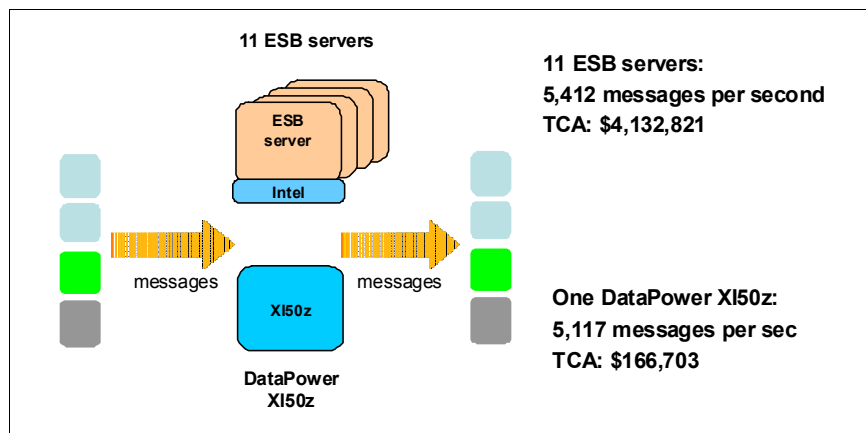 11 ESB servers
ESB
server
Intel
messages
messages
XI50z
DataPower
XI50z
11 ESB servers:
5,412 messages per second
TCA: $4,132,821
One DataPower XI50z:
5,117 messages per sec
TCA: $166,703